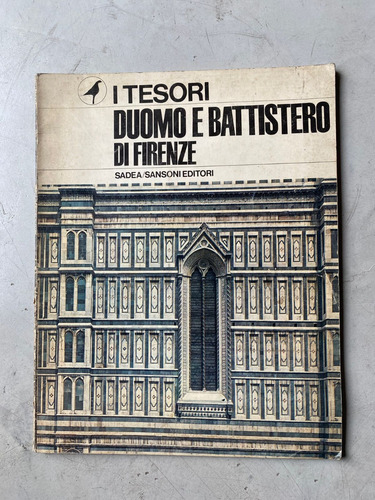 I TESORI
DUOMO E BATTISTERO
DI FIRENZE
SADEA/SANSONI EDITORI